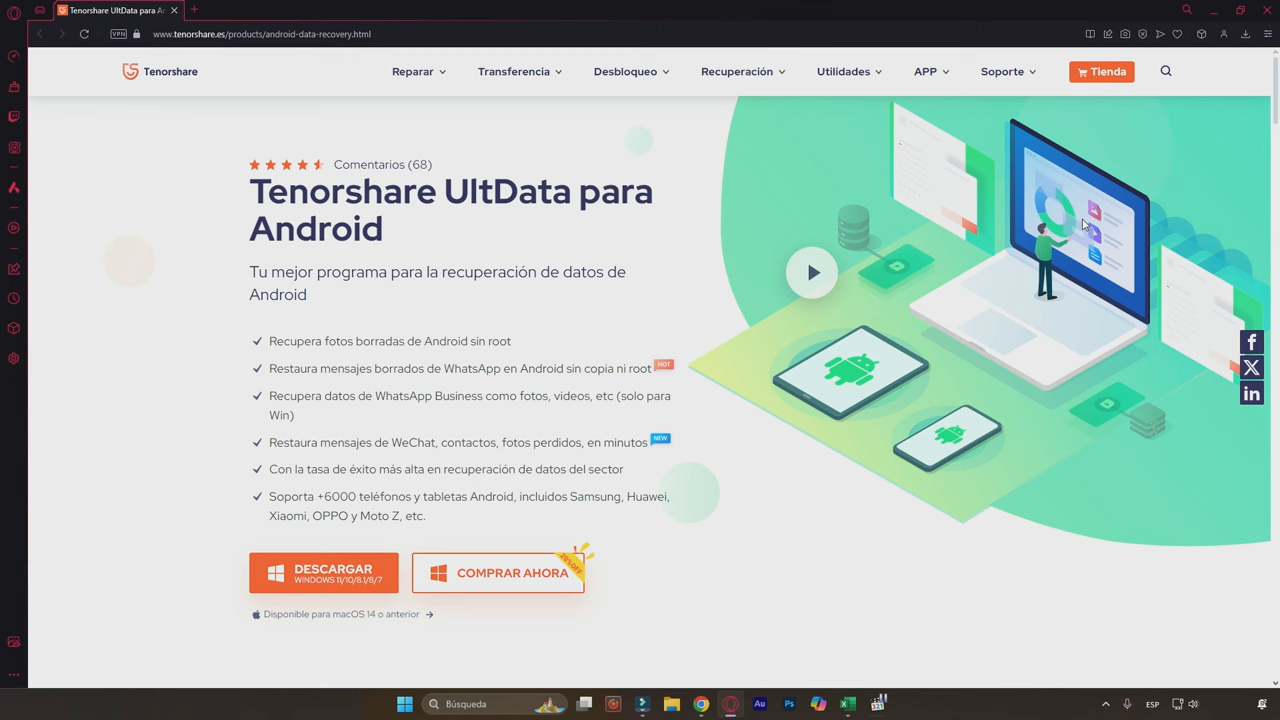 Tenorshare UltData para Ar
VPN
www.tenorshare.es/products/android-data-recovery.html
Tenorshare
Reparar
Transferencia
Desbloqueo
Recuperación
Utilidades
APP
Soporte
TIenda
Comentarios (68)
Tenorshare UltData para
Android
Tu mejor programa para la recuperación de datos de
Android
Recupera fotos borradas de Android sin root
Restaura mensajes borrados de WhatsApp en Android sin copia ni root HOT
Recupera datos de WhatsApp Business como fotos, videos, etc (solo para
Win)
Restaura mensajes de WeChat, contactos, fotos perdidos, en minutos NEW
Con la tasa de éxito más alta en recuperación de datos del sector
Soporta +6000 teléfonos y tabletas Android, incluidos Samsung, Huawei,
Xiaomi, OPPO y Moto Z, etc.
DESCARGAR
WINDOWS 11/10/8.1/8/7
COMPRAR AHORA
20%OFF
Disponible para macOS 14 o anterior
Búsqueda
Au
Ps
ESP